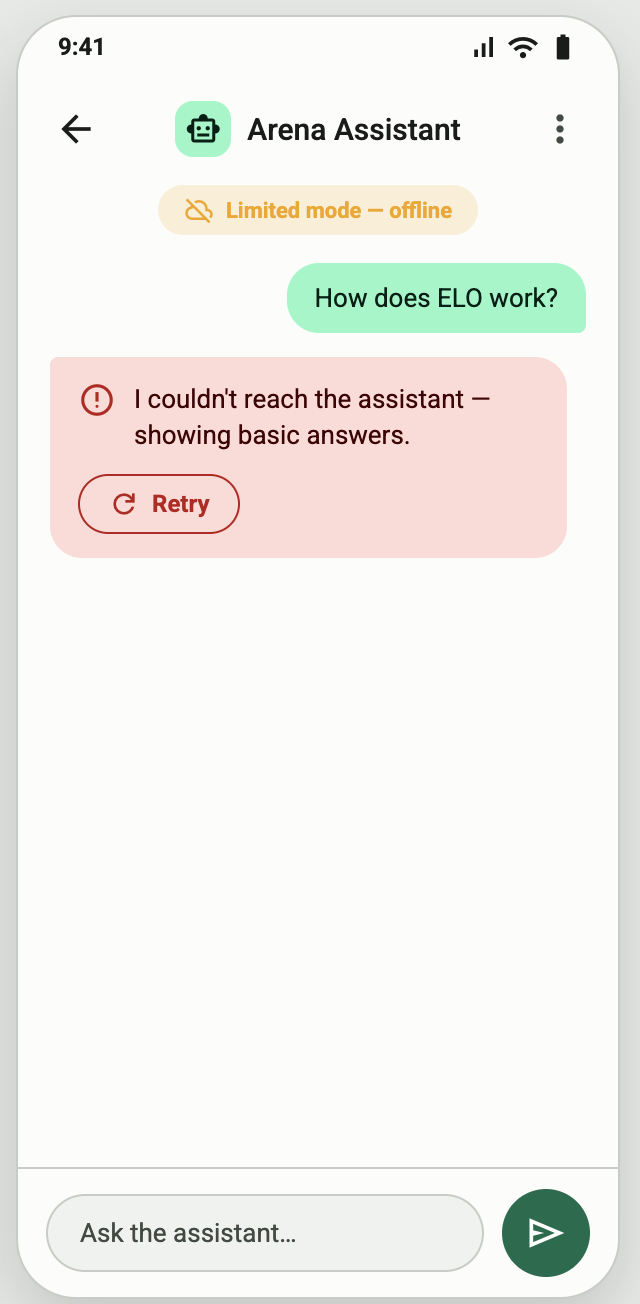 9:41
Arena Assistant
Limited mode — offline
How does ELO work?
I couldn't reach the assistant —
showing basic answers.
Retry
Ask the assistant…